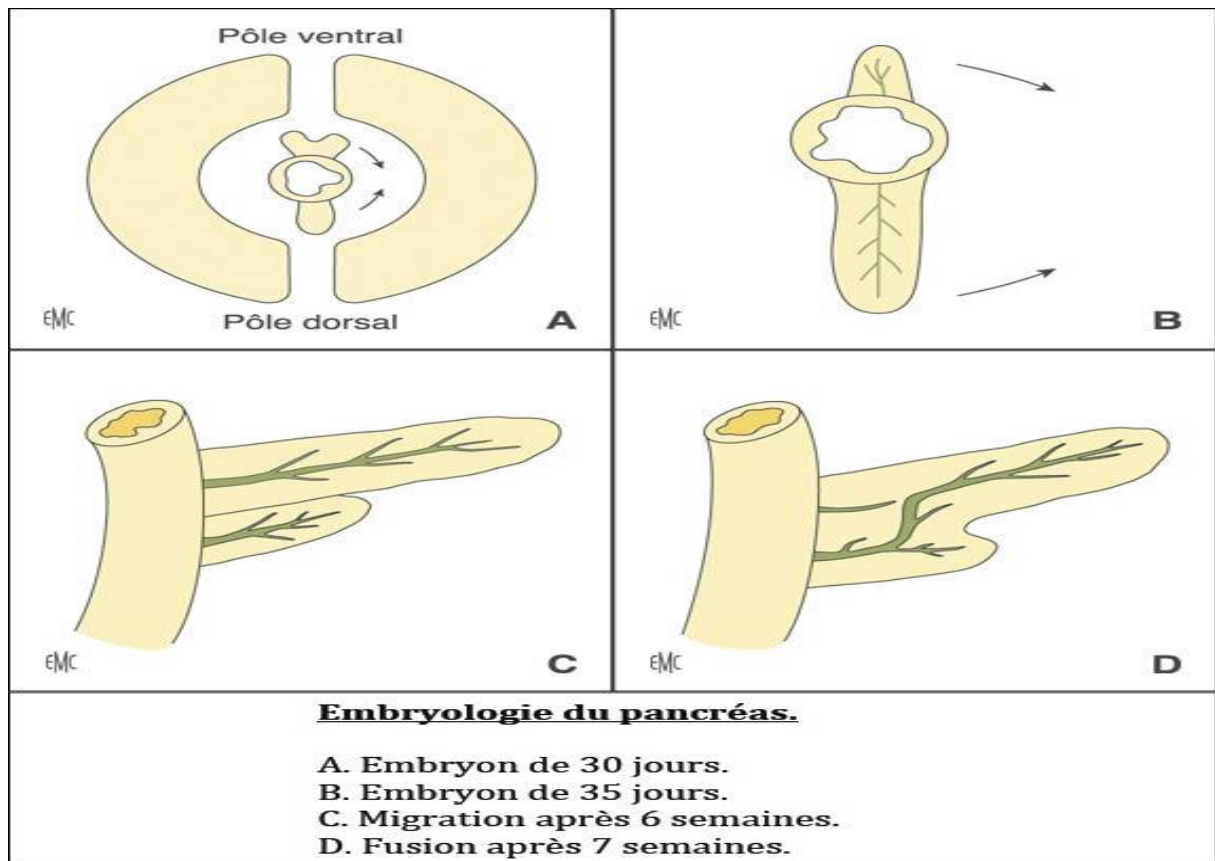 Pôle ventral
EMC
Pôle dorsal
A
EMC
B
EMC
C
EMC
D
Embryologie du pancréas.
A. Embryon de 30 jours.
B. Embryon de 35 jours.
C. Migration après 6 semaines.
D. Fusion après 7 semaines.